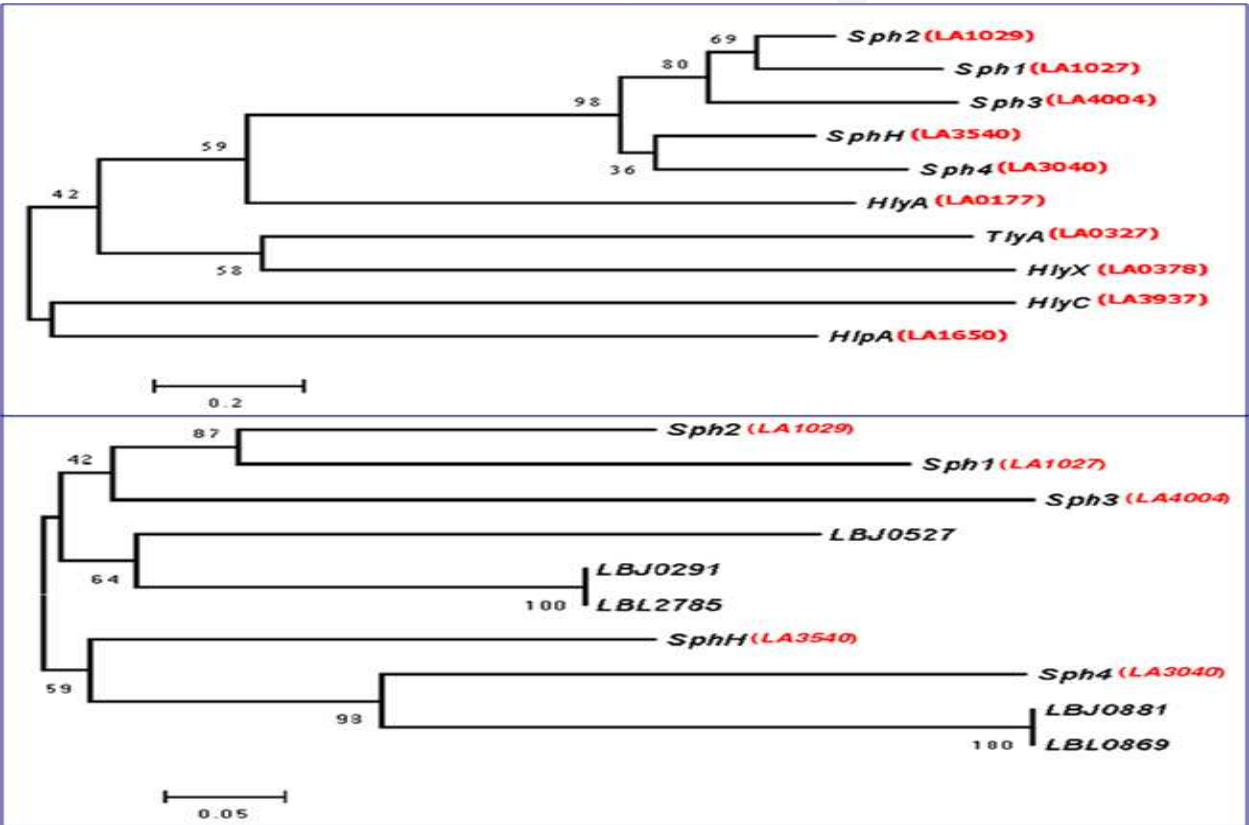 69 Sph2 (LA1029)
80 Sph1 (LA1027)
98 Sph3 (LA4004)
59 SphH (LA3540)
36 Sph4 (LA3040)
42 HlyA (LA0177)
TlyA (LA0327)
58 HlyX (LA0378)
HlyC (LA3937)
HlpA (LA1650)
0.2
87 Sph2 (LA1029)
42 Sph1 (LA1027)
Sph3 (LA4004)
LBJ0527
64 LBJ0291
100 LBL2785
SphH (LA3540)
59 Sph4 (LA3040)
98 LBJ0881
100 LBL0869
0.05